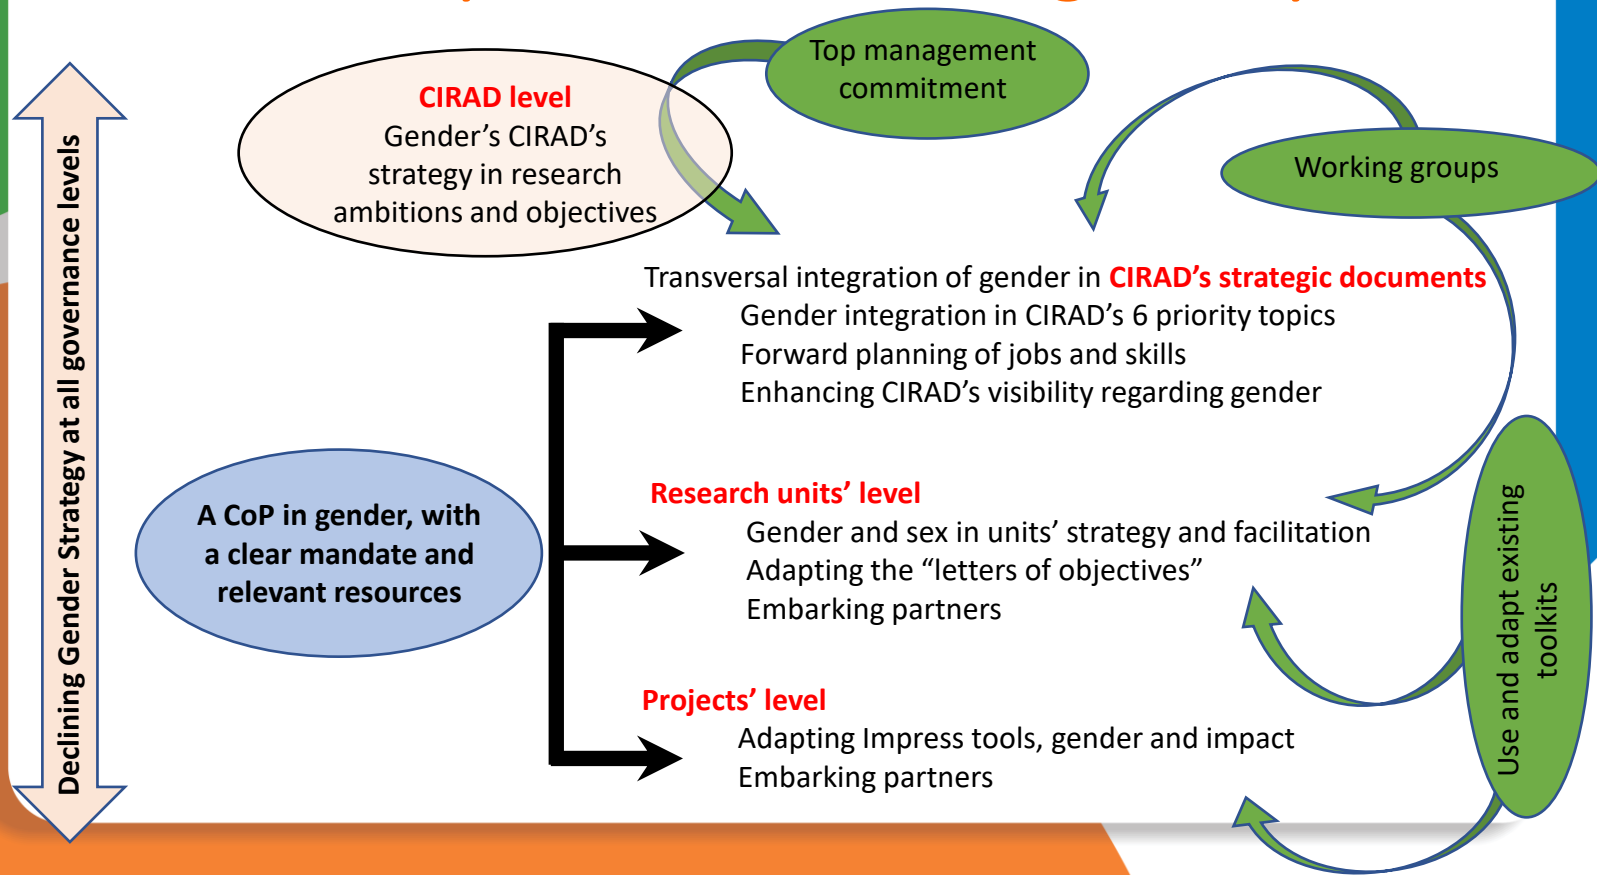 Top management
commitment
CIRAD level
Gender's CIRAD's
strategy in research
ambitions and objectives
Working groups
Declining Gender Strategy at all governance levels
Transversal integration of gender in CIRAD's strategic documents
Gender integration in CIRAD's 6 priority topics
Forward planning of jobs and skills
Enhancing CIRAD's visibility regarding gender
A CoP in gender, with
a clear mandate and
relevant resources
Research units' level
Gender and sex in units' strategy and facilitation
Adapting the “letters of objectives”
Embarking partners
Use and adapt existing
toolkits
Projects' level
Adapting Impress tools, gender and impact
Embarking partners